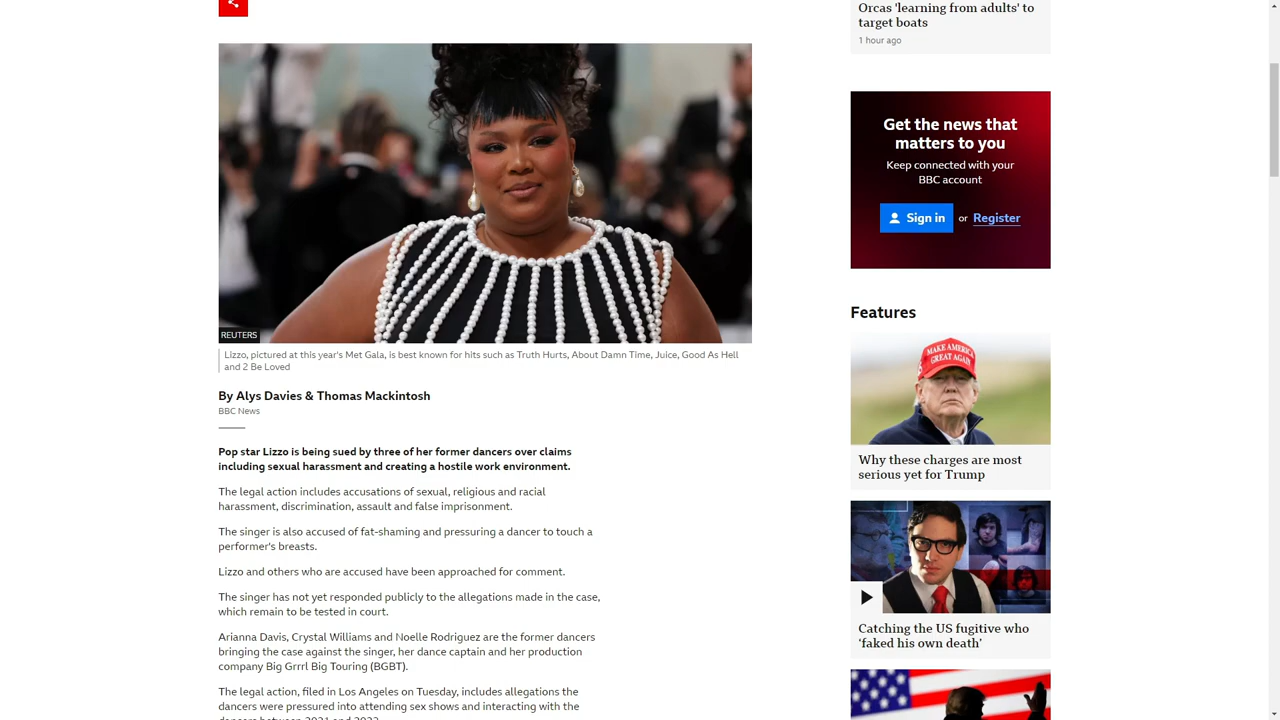 Orcas 'learning from adults' to
target boats
1 hour ago
REUTERS
Lizzo, pictured at this year's Met Gala, is best known for hits such as Truth Hurts, About Damn Time, Juice, Good As Hell
and 2 Be Loved
By Alys Davies & Thomas Mackintosh
BBC News
Pop star Lizzo is being sued by three of her former dancers over claims
including sexual harassment and creating a hostile work environment.
The legal action includes accusations of sexual, religious and racial
harassment, discrimination, assault and false imprisonment.
The singer is also accused of fat-shaming and pressuring a dancer to touch a
performer's breasts.
Lizzo and others who are accused have been approached for comment.
The singer has not yet responded publicly to the allegations made in the case,
which remain to be tested in court.
Arianna Davis, Crystal Williams and Noelle Rodriguez are the former dancers
bringing the case against the singer, her dance captain and her production
company Big Grrrl Big Touring (BGBT).
The legal action, filed in Los Angeles on Tuesday, includes allegations the
dancers were pressured into attending sex shows and interacting with the
dancers between 2021 and 2023.
Get the news that
matters to you
Keep connected with your
BBC account
Sign in or Register
Features
MAKE AMERICA
GREAT AGAIN
Why these charges are most
serious yet for Trump
Catching the US fugitive who
‘faked his own death’